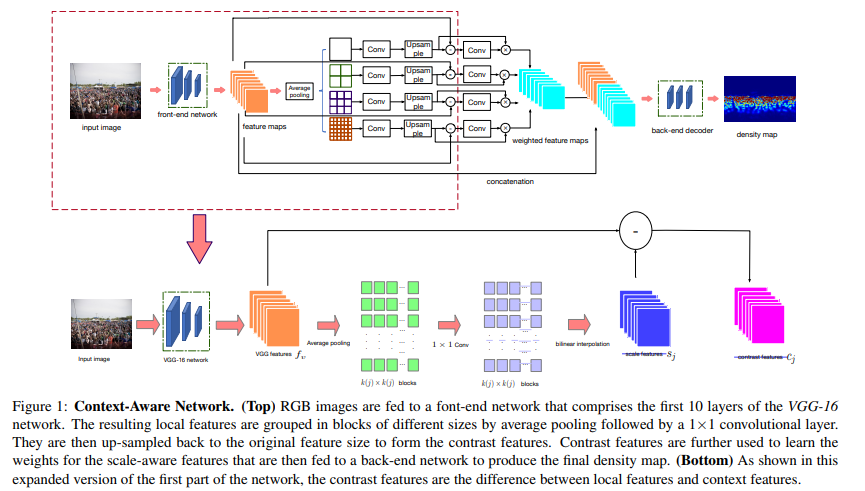 Conv
Upsam
ple
-
Conv
×
Conv
Upsam
ple
-
Conv
×
Average
pooling
Conv
Upsam
ple
-
Conv
×
Conv
Upsam
ple
-
Conv
×
input image
front-end network
feature maps
weighted feature maps
back-end decoder
density map
concatenation
-
Input image
VGG-16 network
VGG features f_v
Average pooling
k(j) × k(j) blocks
1 × 1 Conv
k(j) × k(j) blocks
bilinear interpolation
scale features s_j
contrast features c_j
Figure 1: Context-Aware Network. (Top) RGB images are fed to a font-end network that comprises the first 10 layers of the VGG-16
network. The resulting local features are grouped in blocks of different sizes by average pooling followed by a 1×1 convolutional layer.
They are then up-sampled back to the original feature size to form the contrast features. Contrast features are further used to learn the
weights for the scale-aware features that are then fed to a back-end network to produce the final density map. (Bottom) As shown in this
expanded version of the first part of the network, the contrast features are the difference between local features and context features.